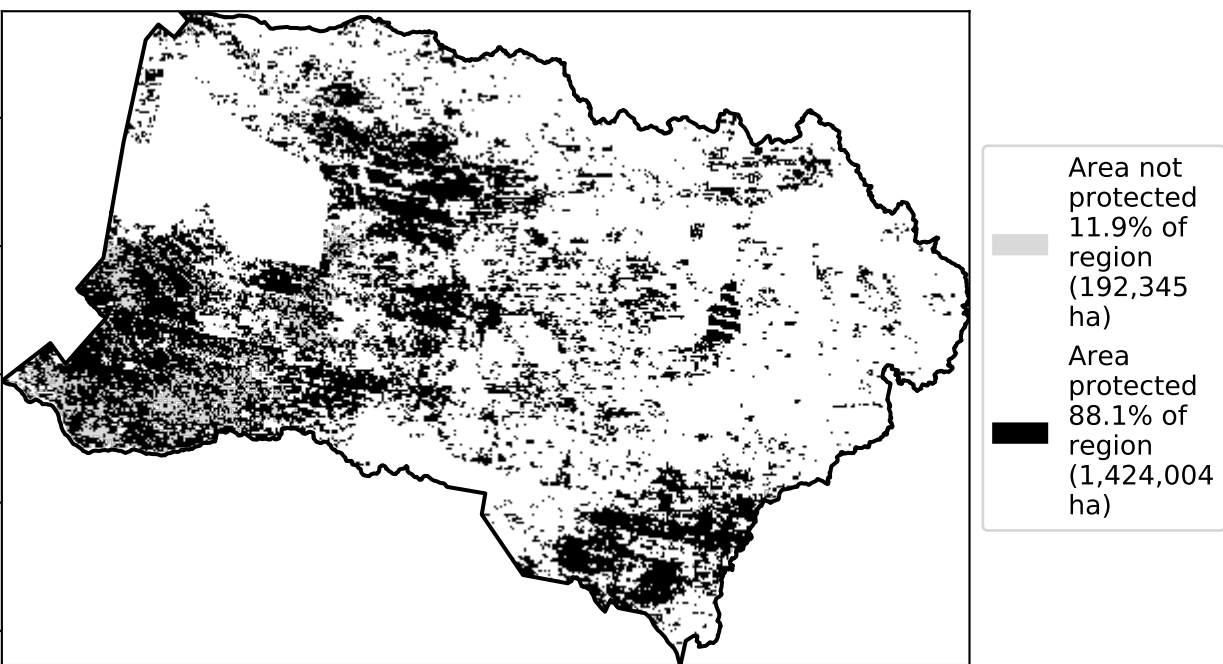 Area not
protected
11.9% of
region
(192,345
ha)
Area
protected
88.1% of
region
(1,424,004
ha)